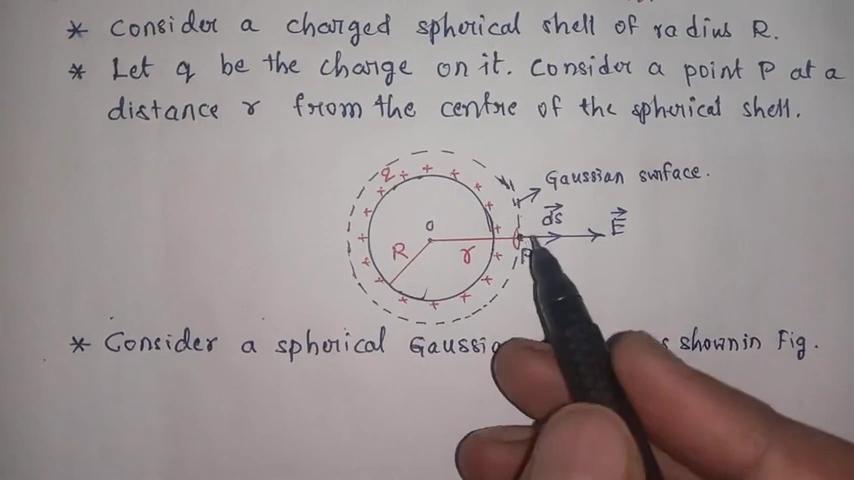 * Consider a charged spherical shell of radius R.
* Let q be the charge on it. Consider a point P at a
distance r from the centre of the spherical shell.
q
Gaussian surface.
ds
E
O
R
r
P
* Consider a spherical shown in Fig.